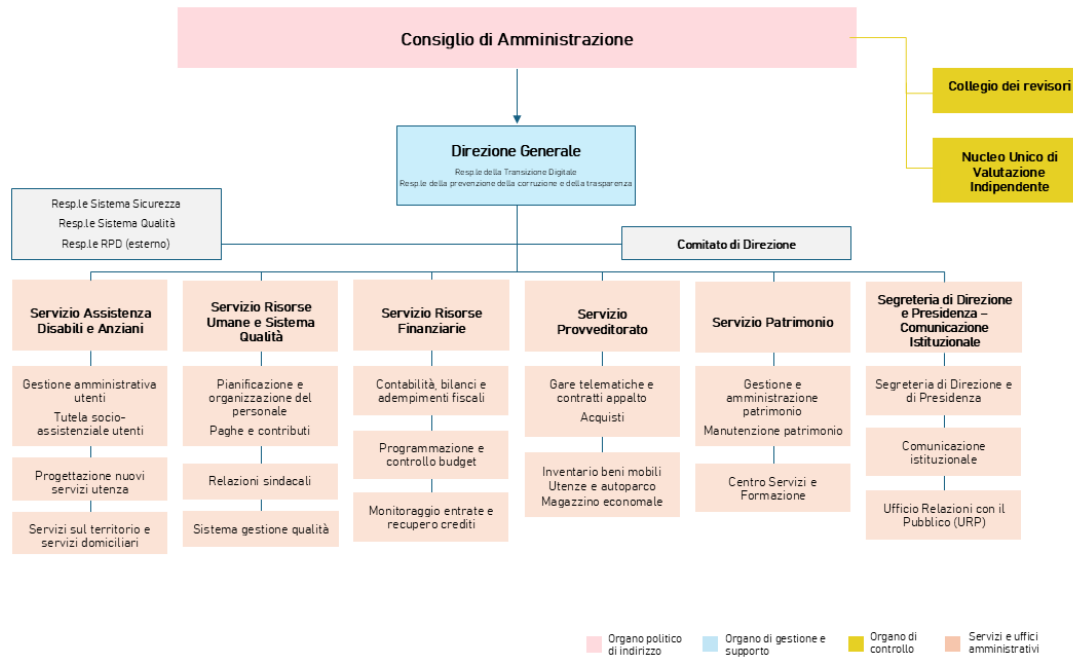 Consiglio di Amministrazione
Collegio dei revisori
Nucleo Unico di
Valutazione
Indipendente
Direzione Generale
Resp.le della Transizione Digitale
Resp.le della prevenzione della corruzione e della trasparenza
Resp.le Sistema Sicurezza
Resp.le Sistema Qualità
Resp.le RPD (esterno)
Comitato di Direzione
Servizio Assistenza
Disabili e Anziani
Gestione amministrativa
utenti
Tutela socio-
assistenziale utenti
Progettazione nuovi
servizi utenza
Servizi sul territorio e
servizi domiciliari
Servizio Risorse
Umane e Sistema
Qualità
Pianificazione e
organizzazione del
personale
Paghe e contributi
Relazioni sindacali
Sistema gestione qualità
Servizio Risorse
Finanziarie
Contabilità, bilanci e
adempimenti fiscali
Programmazione e
controllo budget
Monitoraggio entrate e
recupero crediti
Servizio
Provveditorato
Gare telematiche e
contratti appalto
Acquisti
Inventario beni mobili
Utenze e autoparco
Magazzino economale
Servizio Patrimonio
Gestione e
amministrazione
patrimonio
Manutenzione patrimonio
Centro Servizi e
Formazione
Segreteria di Direzione
e Presidenza –
Comunicazione
Istituzionale
Segreteria di Direzione e
di Presidenza
Comunicazione
istituzionale
Ufficio Relazioni con il
Pubblico (URP)
Organo politico
di indirizzo
Organo di gestione e
supporto
Organo di
controllo
Servizi e uffici
amministrativi